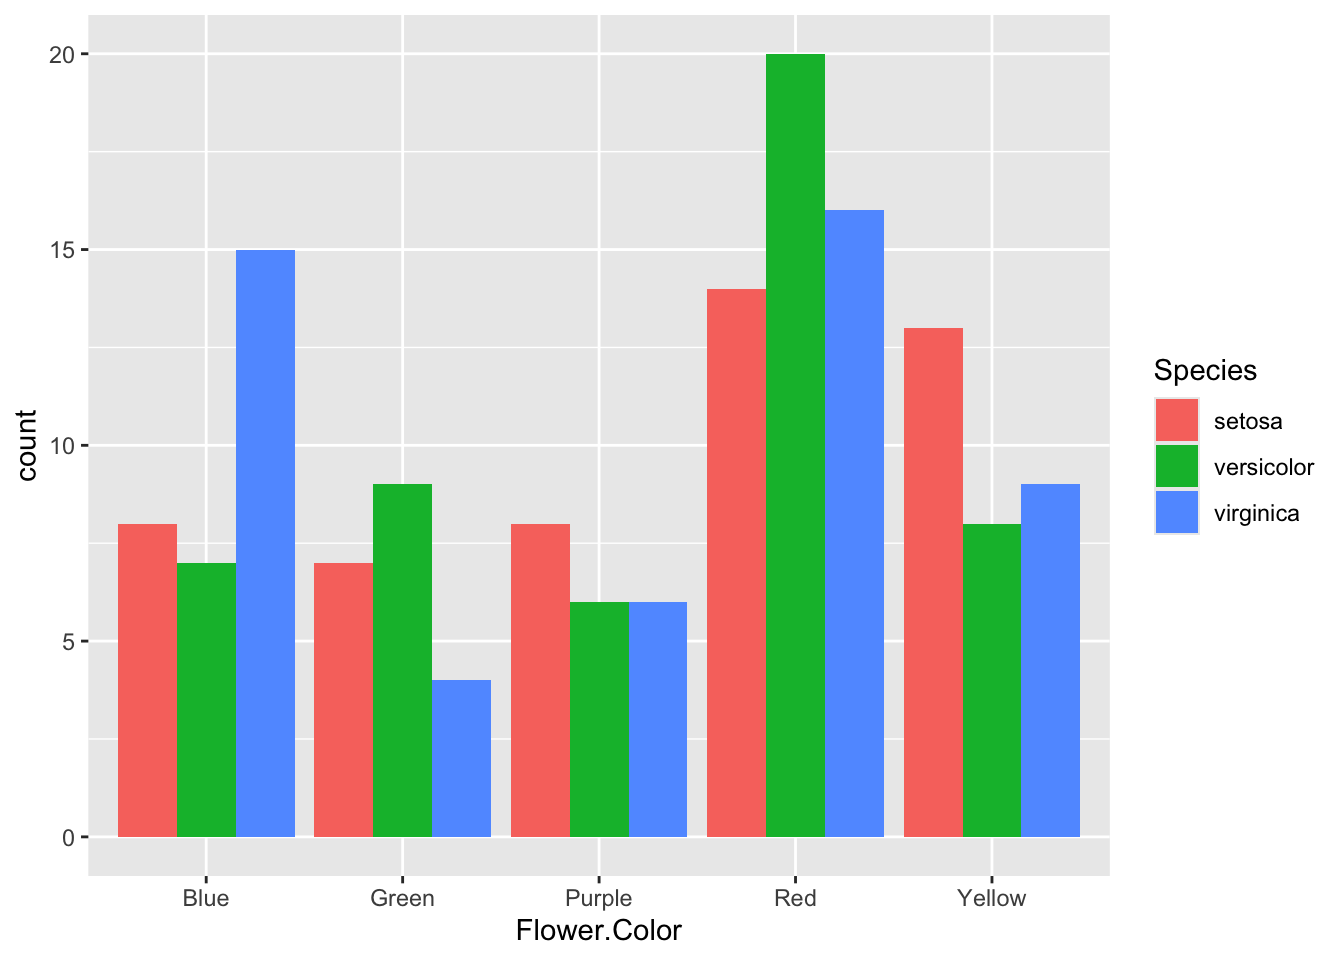 20
15
10
5
0
count
Blue Green Purple Red Yellow
Flower.Color
Species
setosa
versicolor
virginica